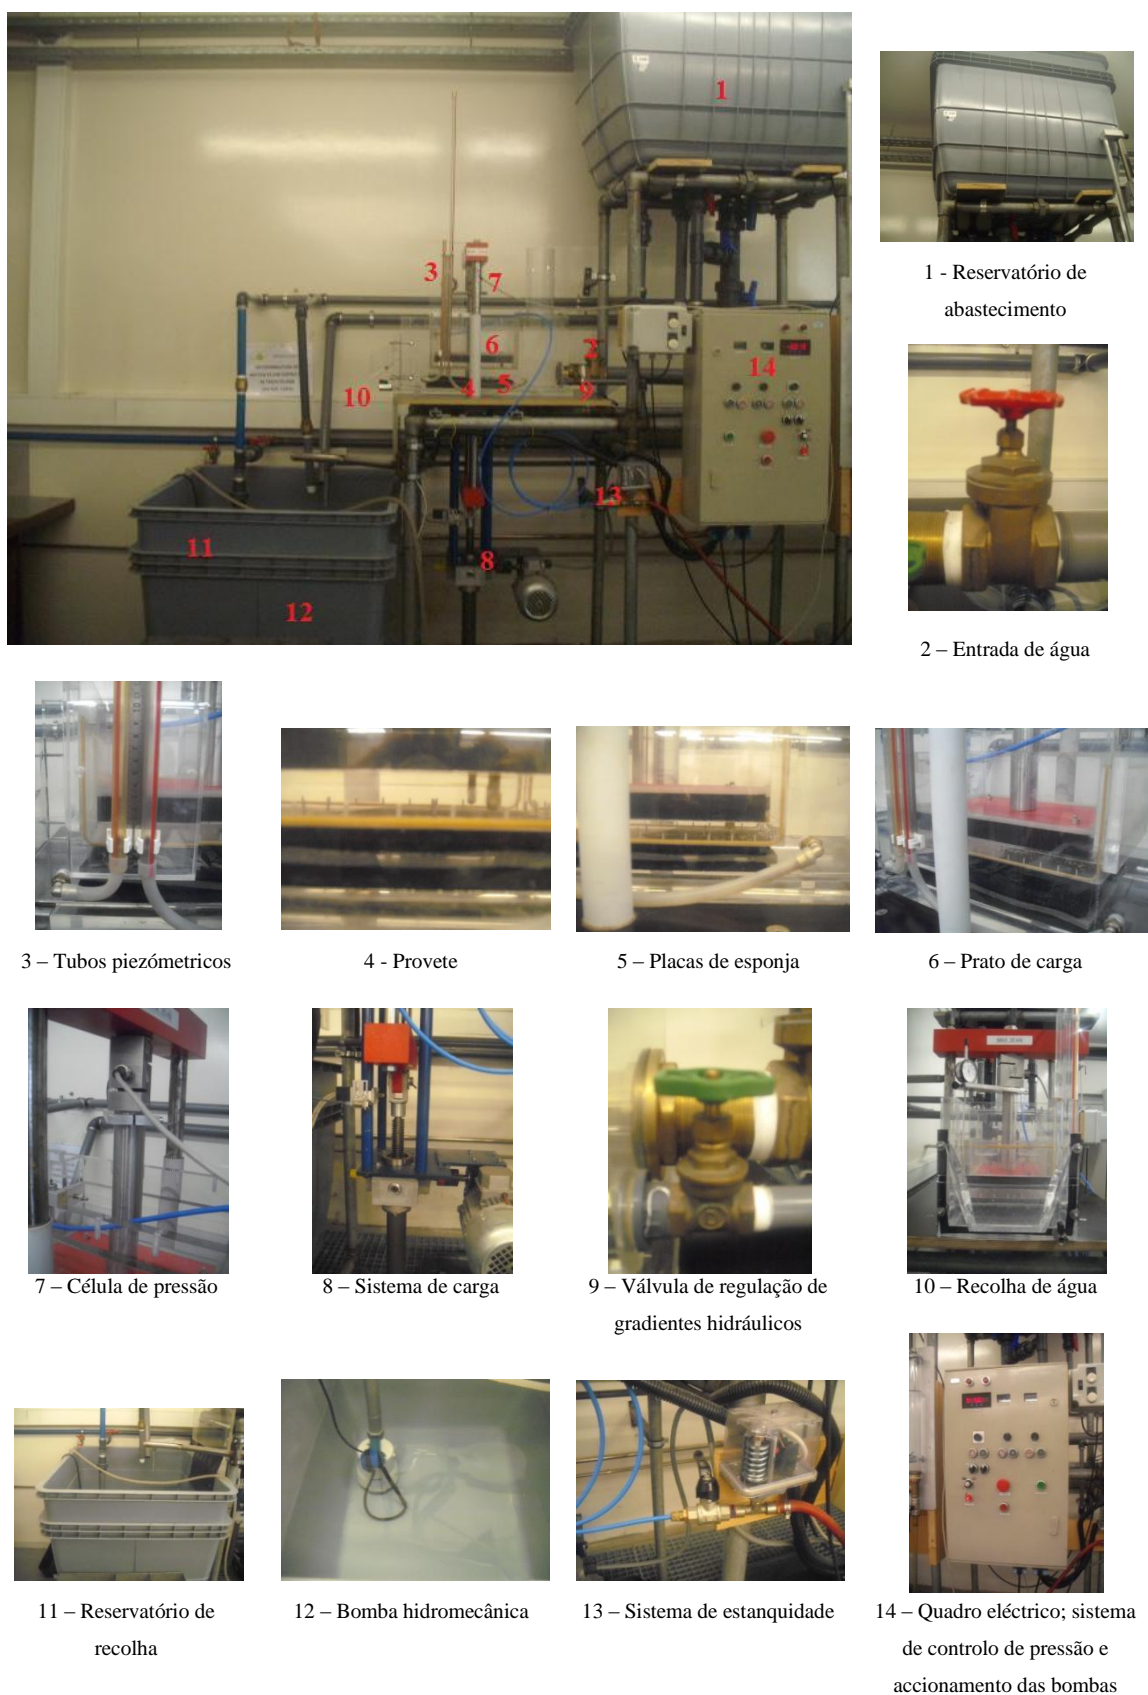 1
3
7
2
6
14
10
4
5
9
13
11
8
12
1 - Reservatório de
abastecimento
2 – Entrada de água
3 – Tubos piezómetricos
4 - Provete
5 – Placas de esponja
6 – Prato de carga
7 – Célula de pressão
8 – Sistema de carga
9 – Válvula de regulação de
gradientes hidráulicos
10 – Recolha de água
11 – Reservatório de
recolha
12 – Bomba hidromecânica
13 – Sistema de estanquidade
14 – Quadro eléctrico; sistema
de controlo de pressão e
accionamento das bombas